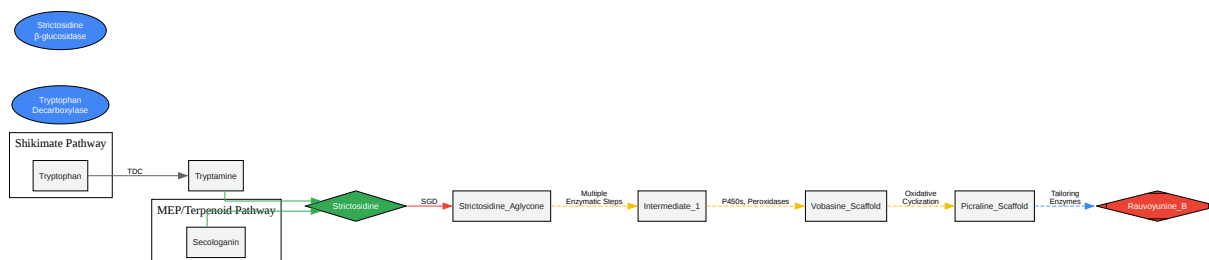 Strictosidine
β-glucosidase
Tryptophan
Decarboxylase
Shikimate Pathway
Tryptophan
TDC
Tryptamine
MEP/Terpenoid Pathway
Secologanin
Strictosidine
SGD
Strictosidine_Aglycone
Multiple
Enzymatic Steps
Intermediate_1
P450s, Peroxidases
Vobasine_Scaffold
Oxidative
Cyclization
Picraline_Scaffold
Tailoring
Enzymes
Rauvoyunine_B